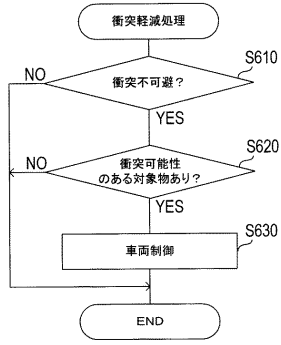 衝突軽減処理
S610
NO
衝突不可避？
YES
S620
NO
衝突可能性
のある対象物あり？
YES
S630
車両制御
END